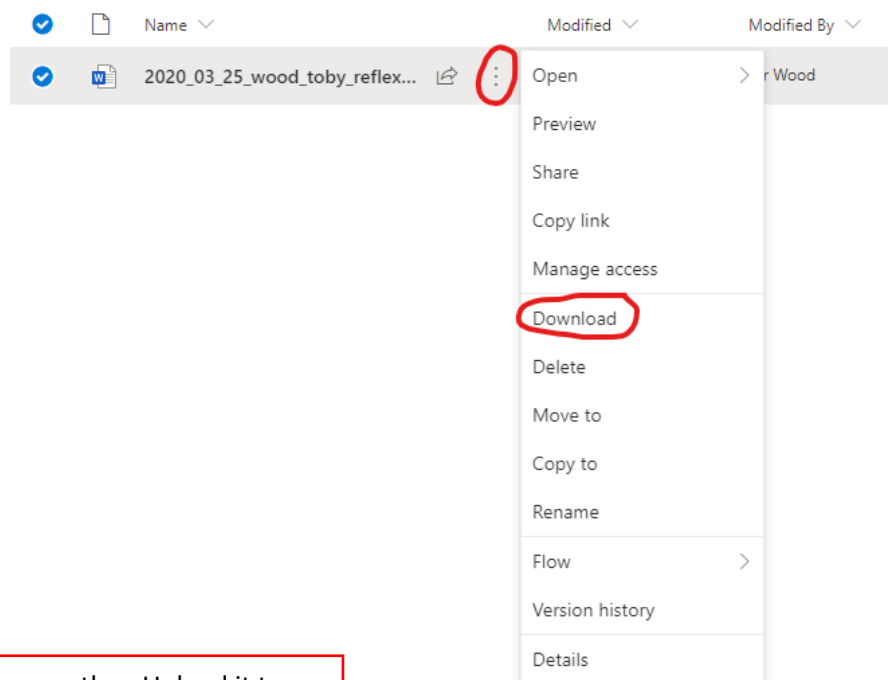 Name Modified Modified By
2020_03_25_wood_toby_reflex... Open r Wood
Preview
Share
Copy link
Manage access
Download
Delete
Move to
Copy to
Rename
Flow
Version history
Details